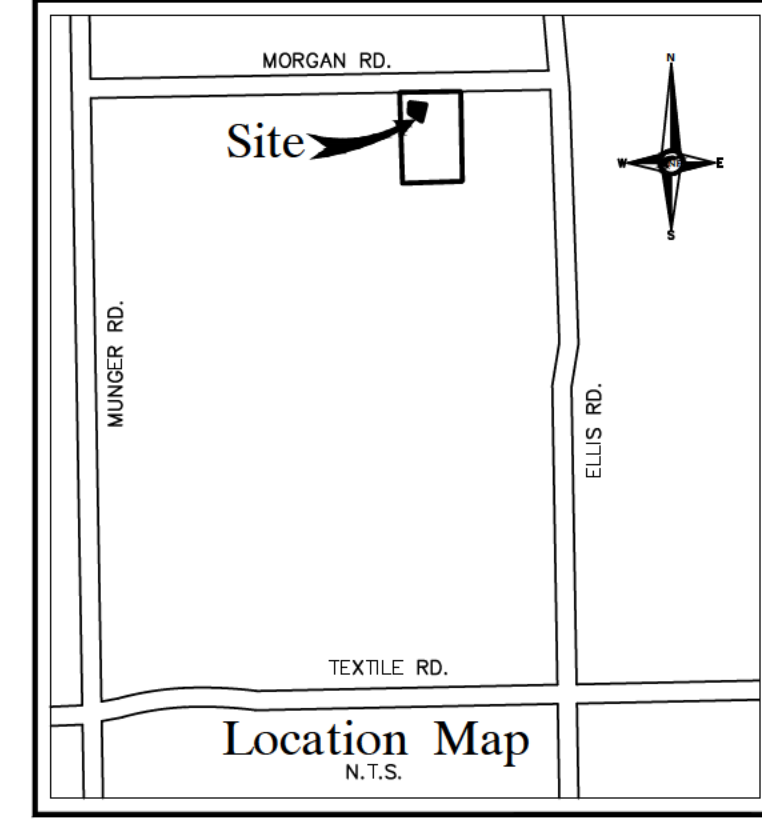 MORGAN RD.
N
Site
W
E
S
MUNGER RD.
ELLIS RD.
TEXTILE RD.
Location Map
N.T.S.